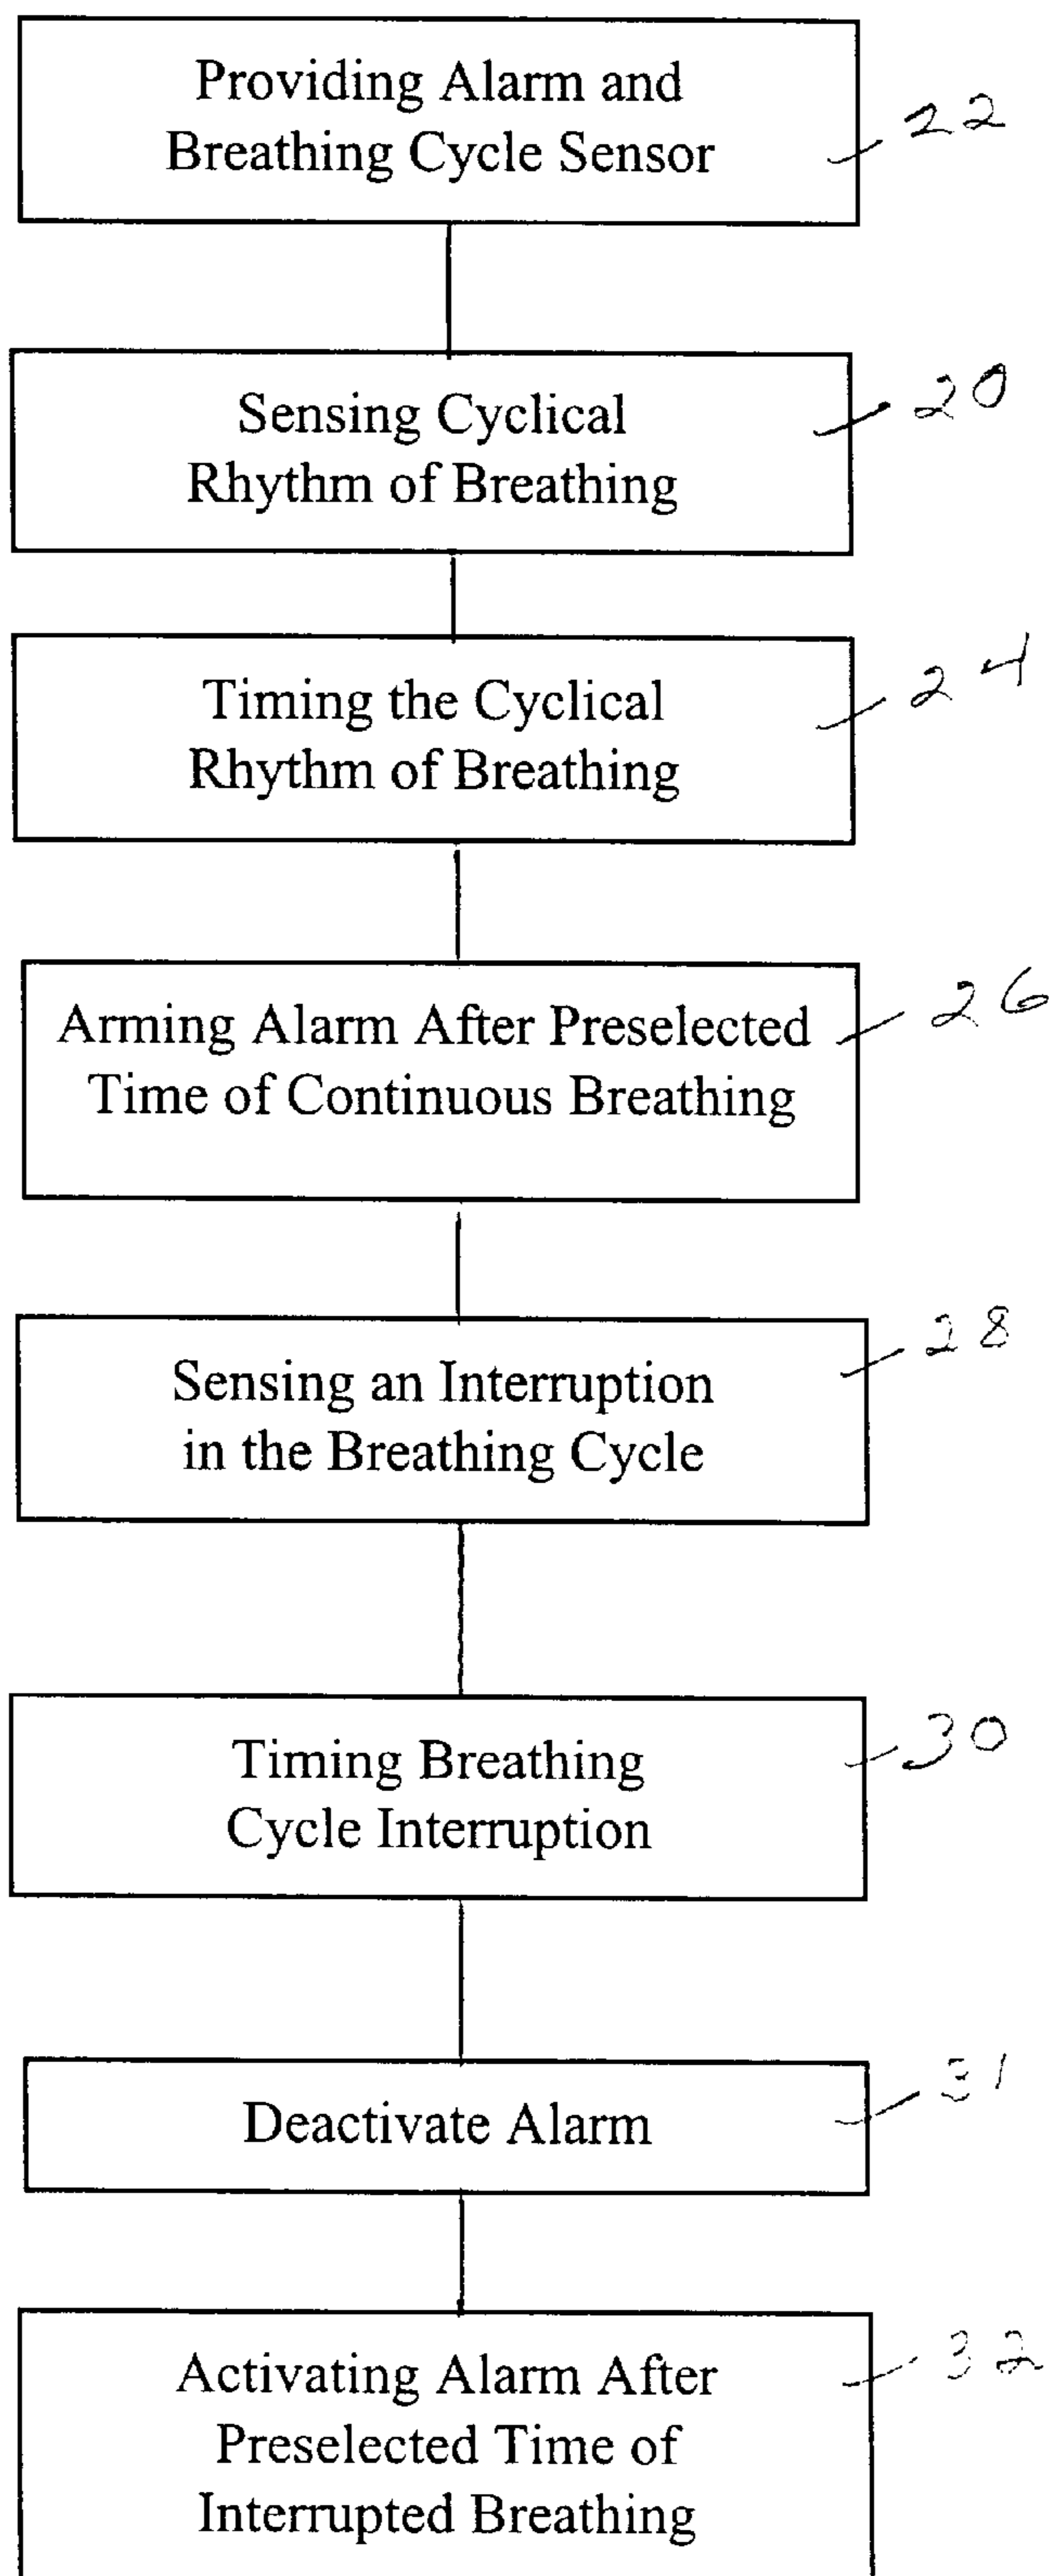 Providing Alarm and
Breathing Cycle Sensor
22
Sensing Cyclical
Rhythm of Breathing
20
Timing the Cyclical
Rhythm of Breathing
24
Arming Alarm After Preselected
Time of Continuous Breathing
26
Sensing an Interruption
in the Breathing Cycle
28
Timing Breathing
Cycle Interruption
30
Deactivate Alarm
31
Activating Alarm After
Preselected Time of
Interrupted Breathing
32